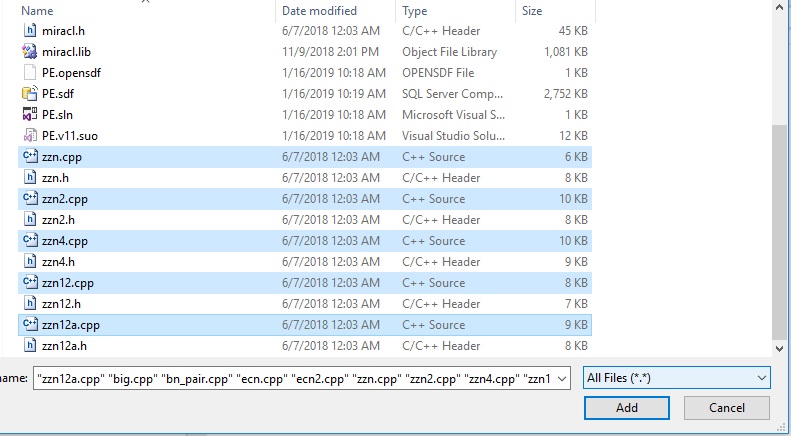 Name Date modified Type Size
miracl.h 6/7/2018 12:03 AM C/C++ Header 45 KB
miracl.lib 11/9/2018 2:01 PM Object File Library 1,081 KB
PE.opensdf 1/16/2019 10:18 AM OPENSDF File 1 KB
PE.sdf 1/16/2019 10:19 AM SQL Server Comp... 2,752 KB
PE.sln 1/16/2019 10:18 AM Microsoft Visual S... 1 KB
PE.v11.suo 1/16/2019 10:18 AM Visual Studio Solu... 12 KB
zzn.cpp 6/7/2018 12:03 AM C++ Source 6 KB
zzn.h 6/7/2018 12:03 AM C/C++ Header 8 KB
zzn2.cpp 6/7/2018 12:03 AM C++ Source 10 KB
zzn2.h 6/7/2018 12:03 AM C/C++ Header 8 KB
zzn4.cpp 6/7/2018 12:03 AM C++ Source 10 KB
zzn4.h 6/7/2018 12:03 AM C/C++ Header 9 KB
zzn12.cpp 6/7/2018 12:03 AM C++ Source 8 KB
zzn12.h 6/7/2018 12:03 AM C/C++ Header 7 KB
zzn12a.cpp 6/7/2018 12:03 AM C++ Source 9 KB
zzn12a.h 6/7/2018 12:03 AM C/C++ Header 8 KB
name: "zzn12a.cpp" "big.cpp" "bn_pair.cpp" "ecn.cpp" "ecn2.cpp" "zzn.cpp" "zzn2.cpp" "zzn4.cpp" "zzn1 All Files (*.*)
Add Cancel